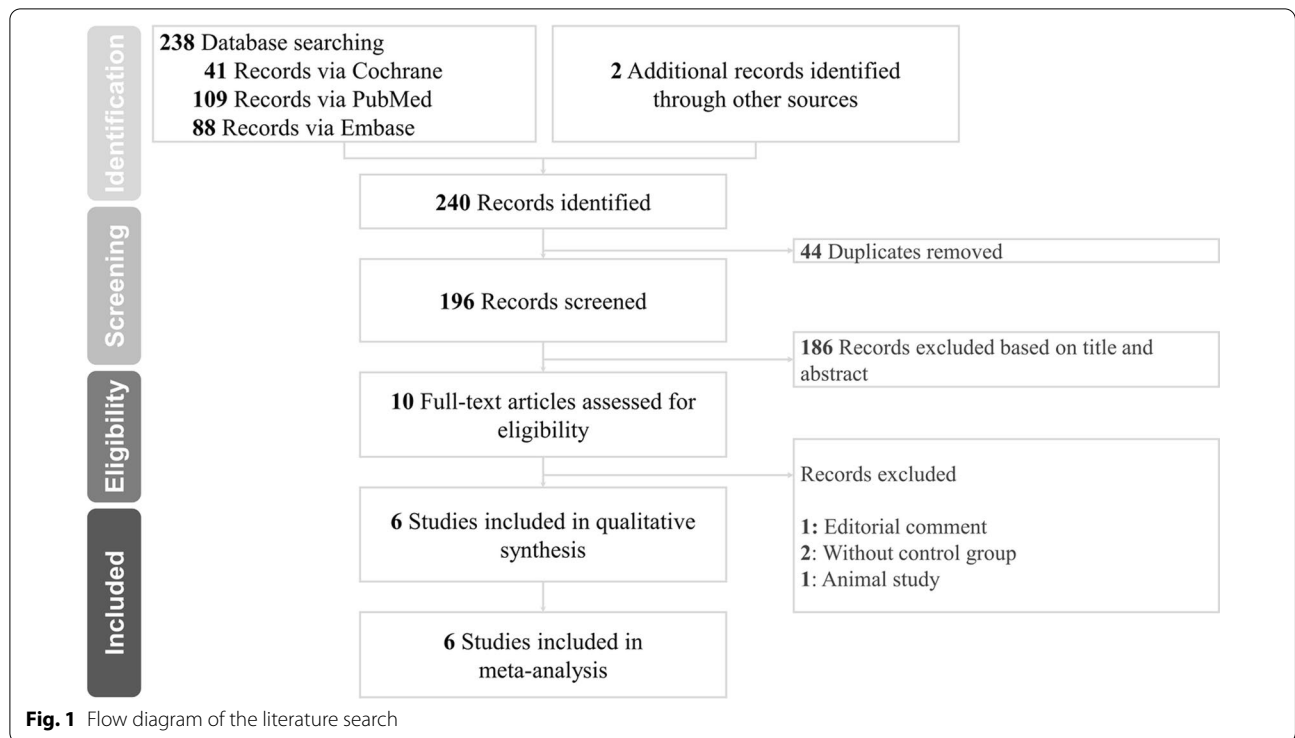 Identification
238 Database searching
41 Records via Cochrane
109 Records via PubMed
88 Records via Embase
2 Additional records identified
through other sources
240 Records identified
Screening
44 Duplicates removed
196 Records screened
186 Records excluded based on title and
abstract
Eligibility
10 Full-text articles assessed for
eligibility
Records excluded
1: Editorial comment
2: Without control group
1: Animal study
Included
6 Studies included in qualitative
synthesis
6 Studies included in
meta-analysis
Fig. 1 Flow diagram of the literature search